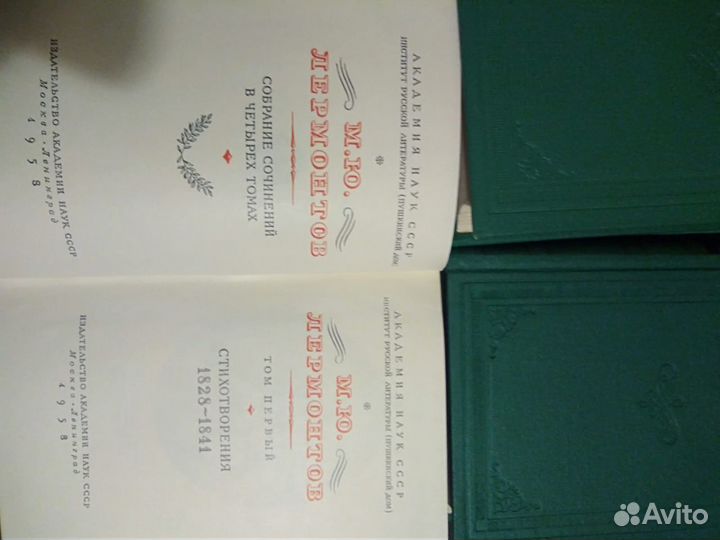 АКАДЕМИЯ НАУК СССР
ИНСТИТУТ РУССКОЙ ЛИТЕРАТУРЫ (ПУШКИНСКИЙ ДОМ)
М.Ю.
ЛЕРМОНТОВ
СОБРАНИЕ СОЧИНЕНИЙ
В ЧЕТЫРЕХ ТОМАХ
ИЗДАТЕЛЬСТВО АКАДЕМИИ НАУК СССР
Москва - Ленинград
1958
АКАДЕМИЯ НАУК СССР
ИНСТИТУТ РУССКОЙ ЛИТЕРАТУРЫ (ПУШКИНСКИЙ ДОМ)
М.Ю.
ЛЕРМОНТОВ
ТОМ ПЕРВЫЙ
СТИХОТВОРЕНИЯ
1828-1841
ИЗДАТЕЛЬСТВО АКАДЕМИИ НАУК СССР
Москва - Ленинград
1958
Avito